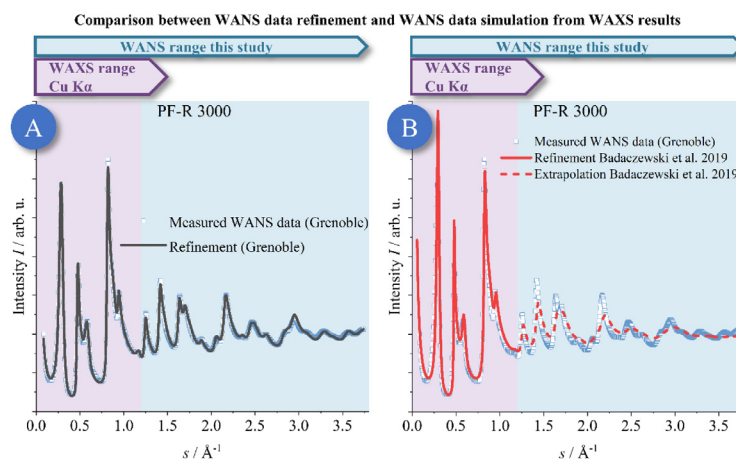 Comparison between WANS data refinement and WANS data simulation from WAXS results
WANS range this study
WAXS range
Cu Kα
A
PF-R 3000
Measured WANS data (Grenoble)
Refinement (Grenoble)
Intensity I / arb. u.
0.0 0.5 1.0 1.5 2.0 2.5 3.0 3.5
s / Å-1
WANS range this study
WAXS range
Cu Kα
B
PF-R 3000
Measured WANS data (Grenoble)
Refinement Badaczewski et al. 2019
Extrapolation Badaczewski et al. 2019
Intensity I / arb. u.
0.0 0.5 1.0 1.5 2.0 2.5 3.0 3.5
s / Å-1